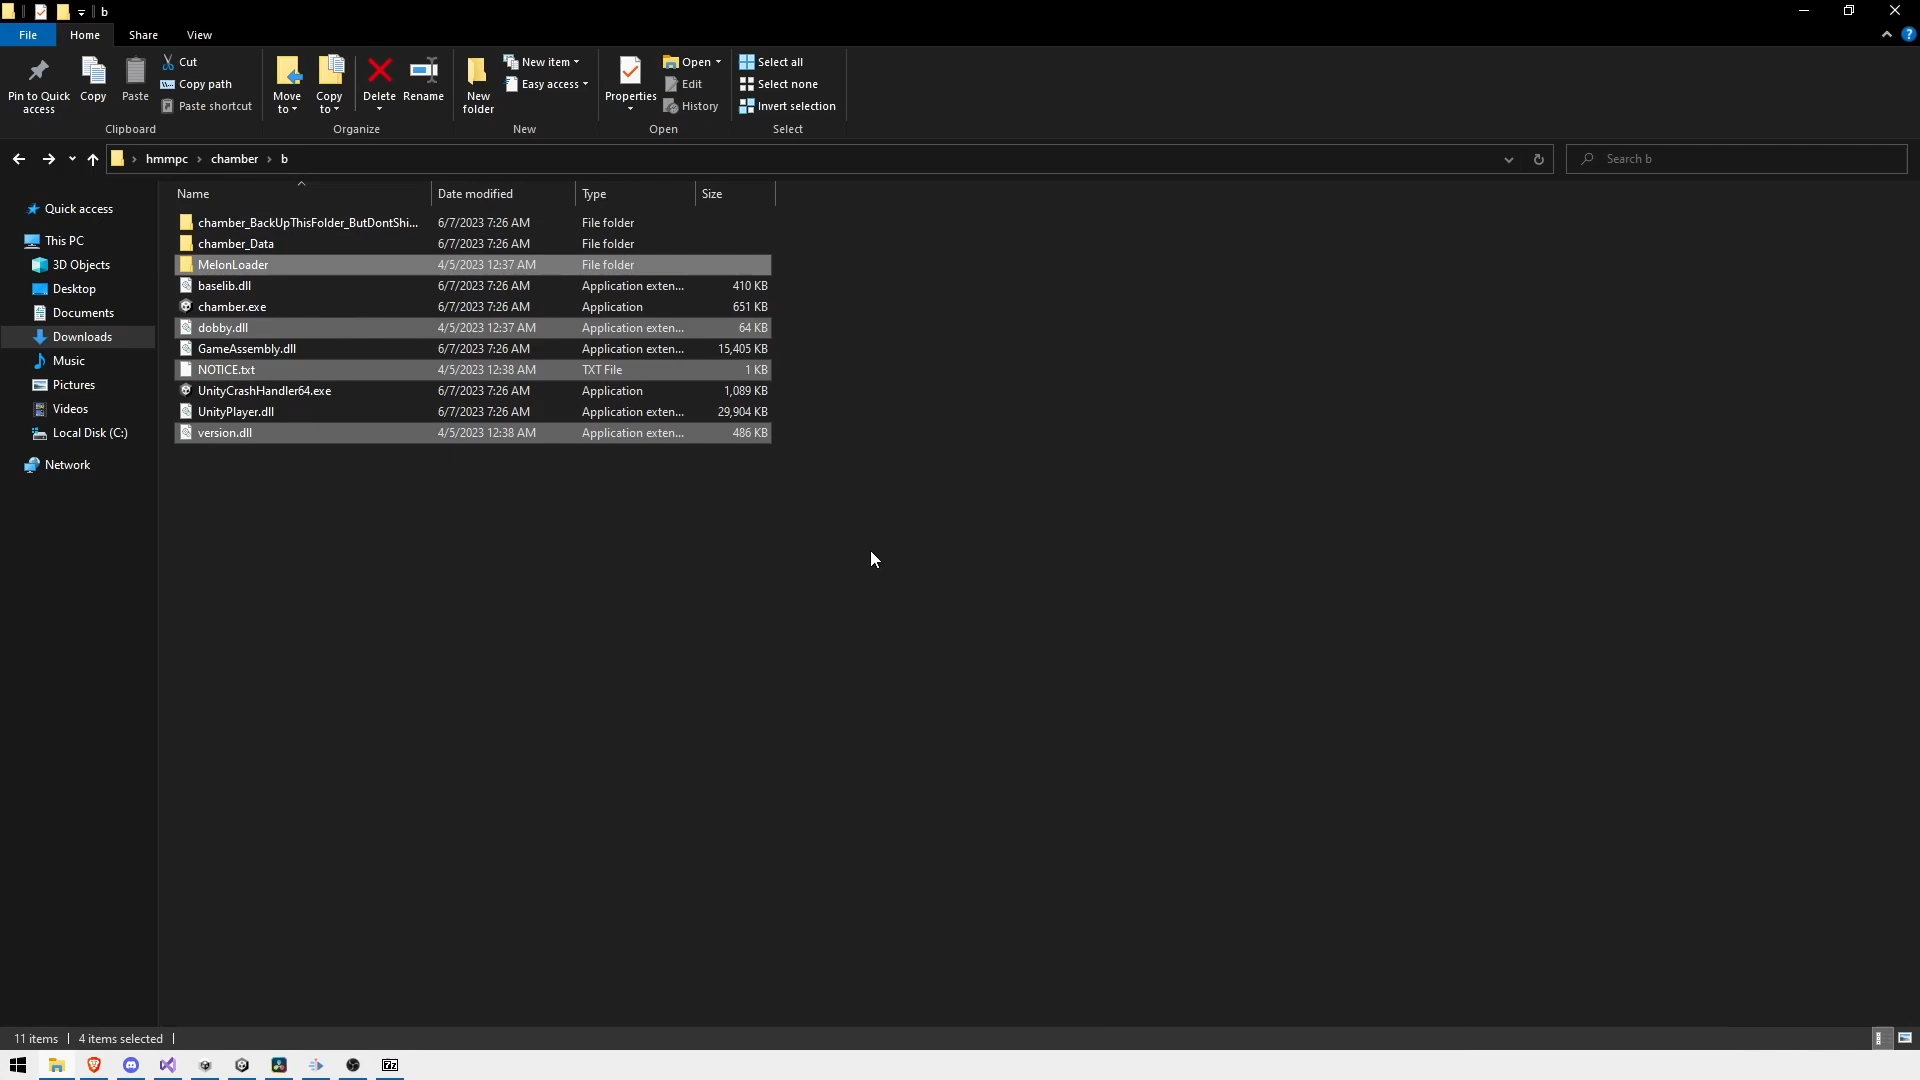 b
File Home Share View
Pin to Quick access
Copy
Paste
Cut
Copy path
Paste shortcut
Clipboard
Move to
Copy to
Delete
Rename
Organize
New folder
New item
Easy access
New
Properties
Open
Edit
History
Open
Select all
Select none
Invert selection
Select
hmmpc › chamber › b
Search b
Name Date modified Type Size
Quick access
This PC
3D Objects
Desktop
Documents
Downloads
Music
Pictures
Videos
Local Disk (C:)
Network
chamber_BackUpThisFolder_ButDontShi... 6/7/2023 7:26 AM File folder
chamber_Data 6/7/2023 7:26 AM File folder
MelonLoader 4/5/2023 12:37 AM File folder
baselib.dll 6/7/2023 7:26 AM Application exten... 410 KB
chamber.exe 6/7/2023 7:26 AM Application 651 KB
dobby.dll 4/5/2023 12:37 AM Application exten... 64 KB
GameAssembly.dll 6/7/2023 7:26 AM Application exten... 15,405 KB
NOTICE.txt 4/5/2023 12:38 AM TXT File 1 KB
UnityCrashHandler64.exe 6/7/2023 7:26 AM Application 1,089 KB
UnityPlayer.dll 6/7/2023 7:26 AM Application exten... 29,904 KB
version.dll 4/5/2023 12:38 AM Application exten... 486 KB
11 items 4 items selected
7z